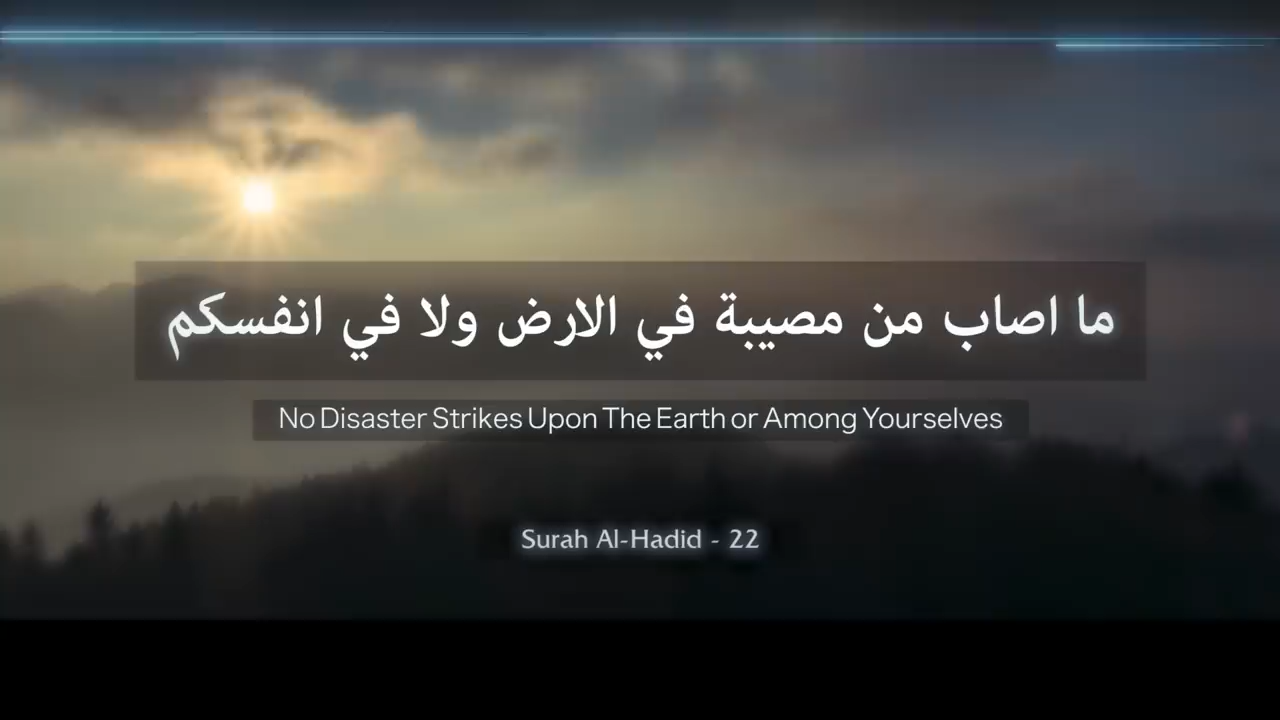 ما اصاب من مصيبة في الارض ولا في انفسكم
No Disaster Strikes Upon The Earth or Among Yourselves
Surah Al-Hadid - 22